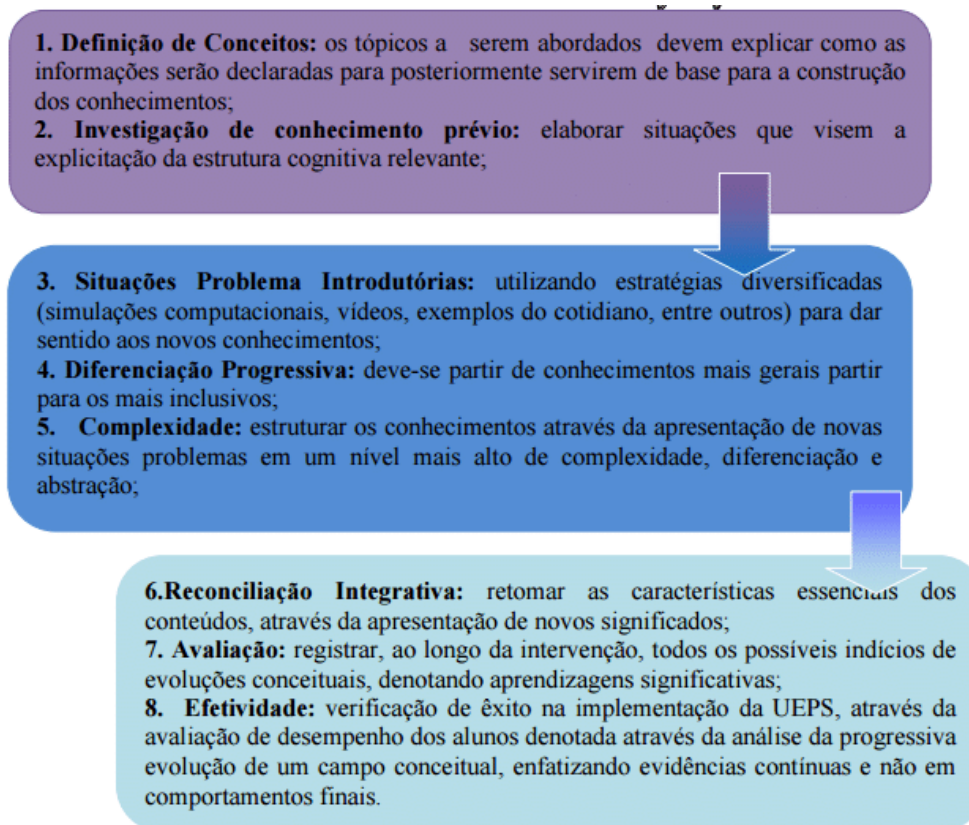 1. Definição de Conceitos: os tópicos a serem abordados devem explicar como as
informações serão declaradas para posteriormente servirem de base para a construção
dos conhecimentos;
2. Investigação de conhecimento prévio: elaborar situações que visem a
explicitação da estrutura cognitiva relevante;
3. Situações Problema Introdutórias: utilizando estratégias diversificadas
(simulações computacionais, vídeos, exemplos do cotidiano, entre outros) para dar
sentido aos novos conhecimentos;
4. Diferenciação Progressiva: deve-se partir de conhecimentos mais gerais partir
para os mais inclusivos;
5. Complexidade: estruturar os conhecimentos através da apresentação de novas
situações problemas em um nível mais alto de complexidade, diferenciação e
abstração;
6.Reconciliação Integrativa: retomar as características essenciais dos
conteúdos, através da apresentação de novos significados;
7. Avaliação: registrar, ao longo da intervenção, todos os possíveis indícios de
evoluções conceituais, denotando aprendizagens significativas;
8. Efetividade: verificação de êxito na implementação da UEPS, através da
avaliação de desempenho dos alunos denotada através da análise da progressiva
evolução de um campo conceitual, enfatizando evidências contínuas e não em
comportamentos finais.